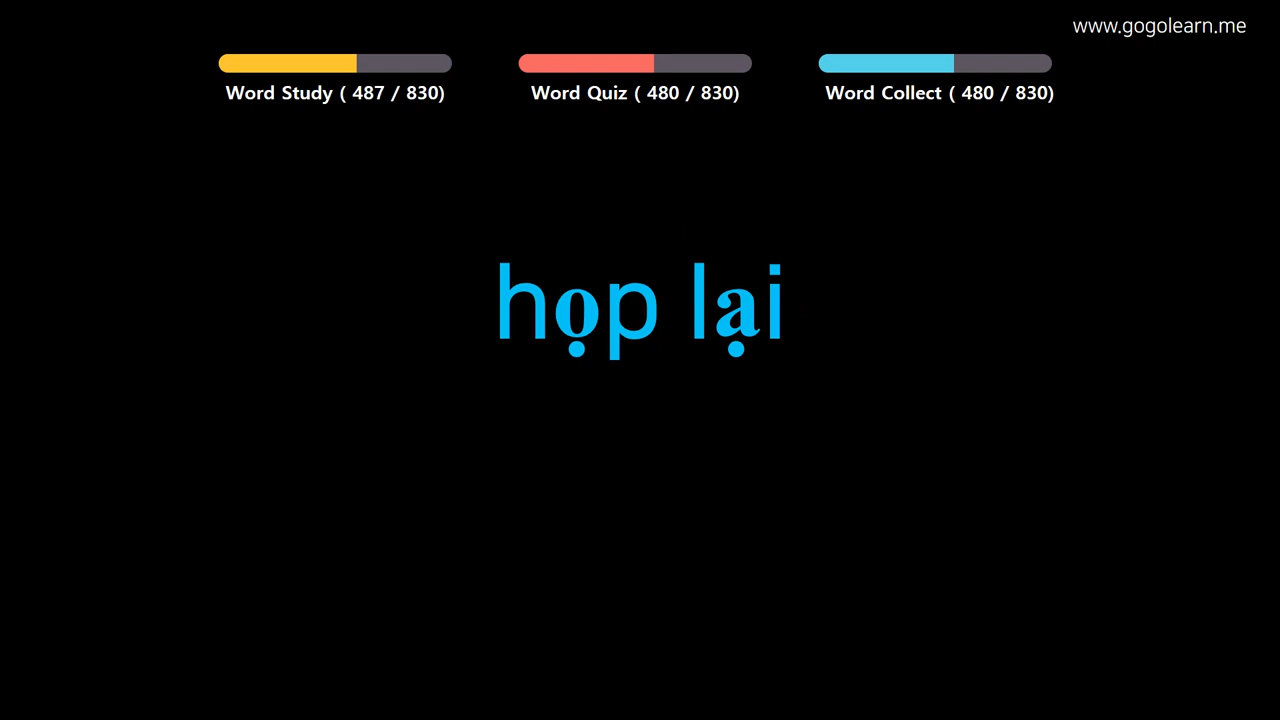 www.gogolearn.me
Word Study ( 487 / 830)
Word Quiz ( 480 / 830)
Word Collect ( 480 / 830)
họp lại